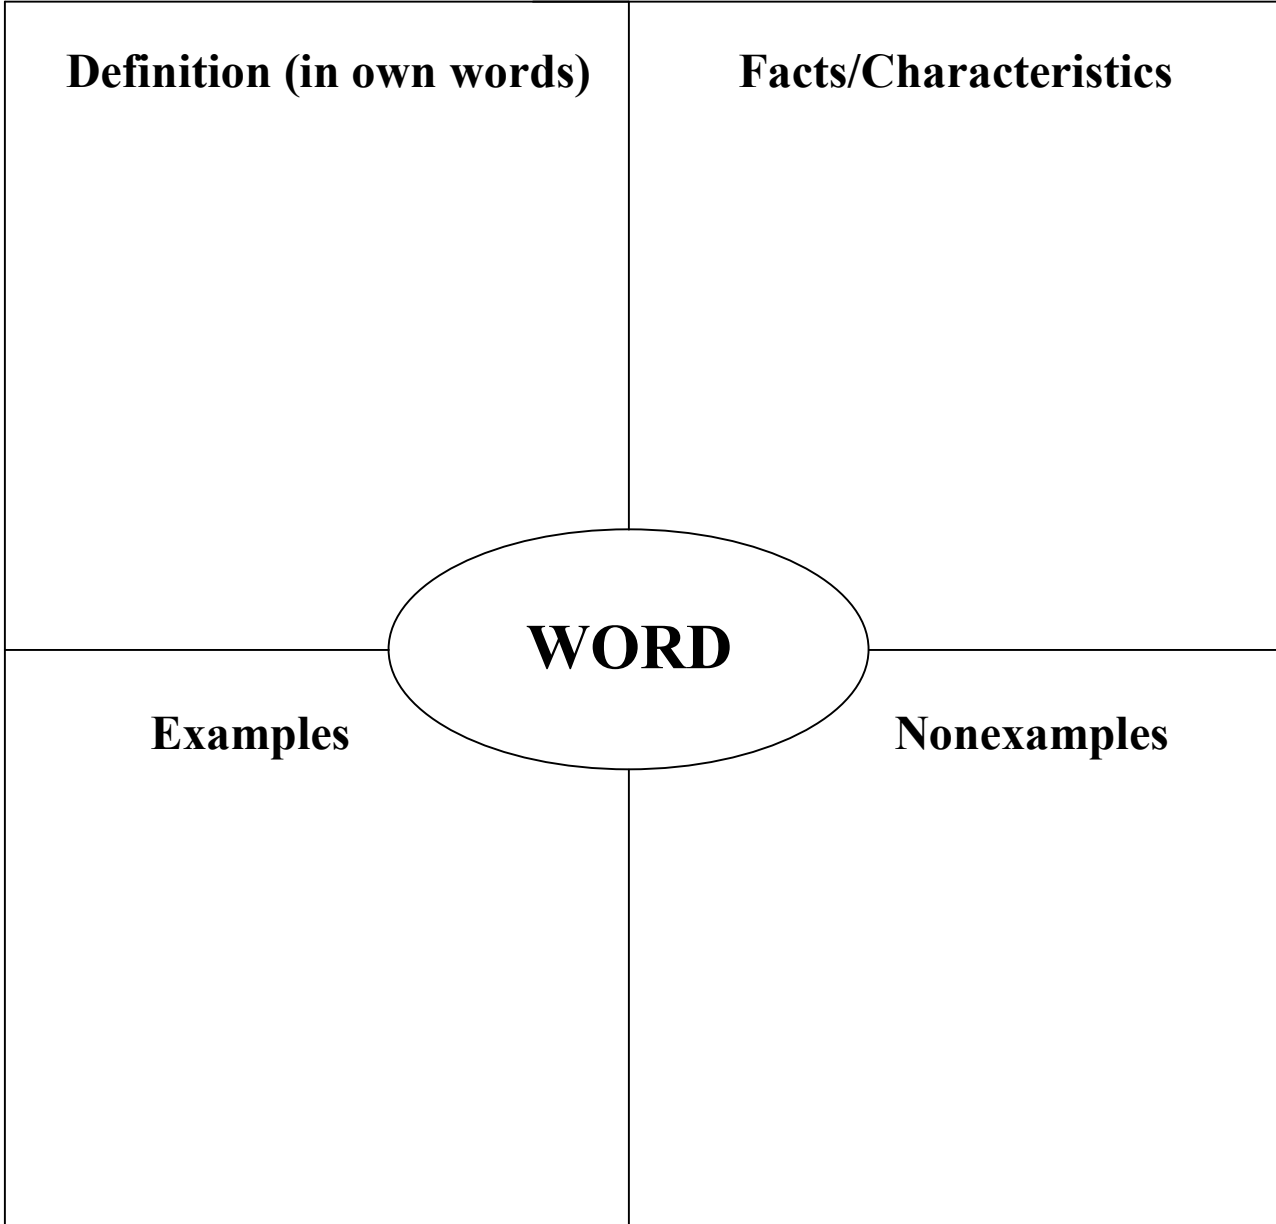 Definition (in own words)
Facts/Characteristics
WORD
Examples
Nonexamples